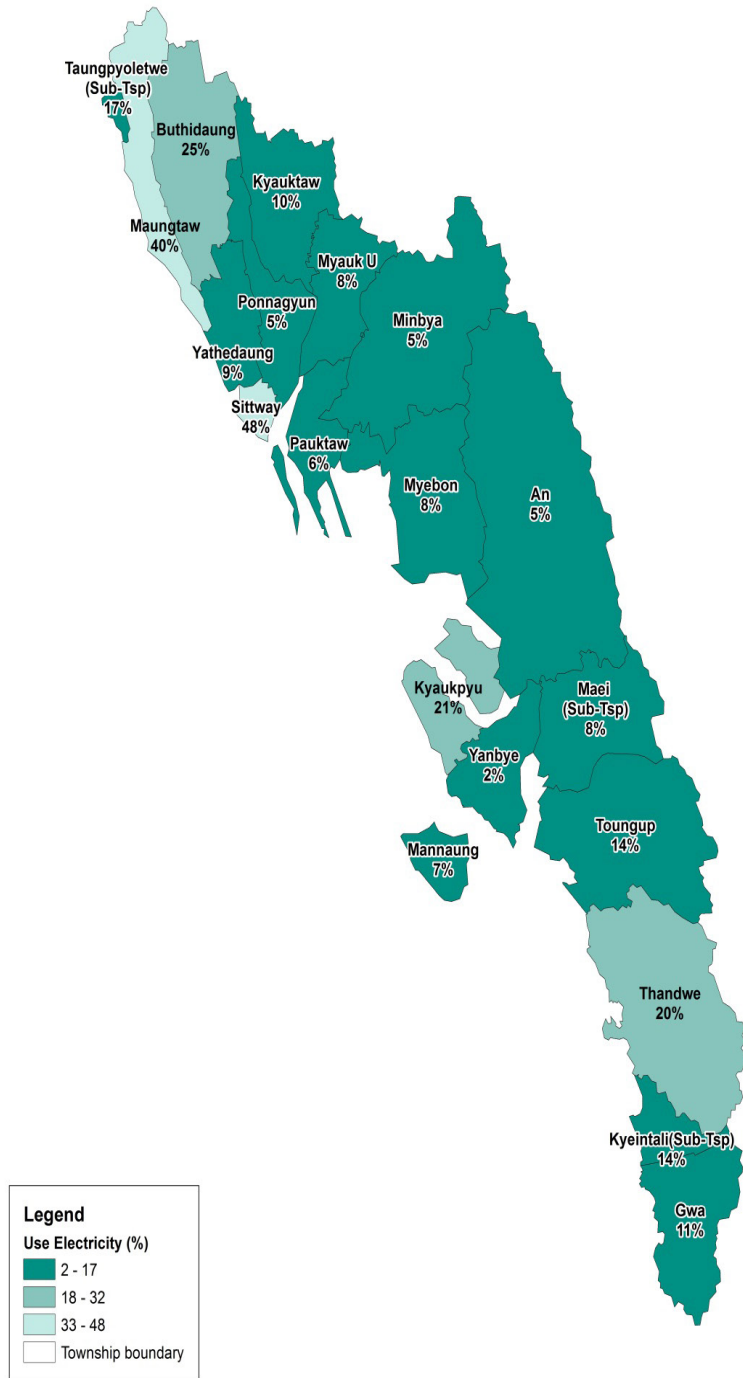 Taungpyoletwe
(Sub-Tsp)
17%
Buthidaung
25%
Kyauktaw
10%
Maungtaw
40%
Myauk U
8%
Ponnagyun
5%
Minbya
5%
Yathedaung
9%
Sittway
48%
Pauktaw
6%
Myebon
8%
An
5%
Kyaukpyu
21%
Maei
(Sub-Tsp)
8%
Yanbye
2%
Toungup
14%
Mannaung
7%
Thandwe
20%
Kyeintali(Sub-Tsp)
14%
Gwa
11%
Legend
Use Electricity (%)
2 - 17
18 - 32
33 - 48
Township boundary